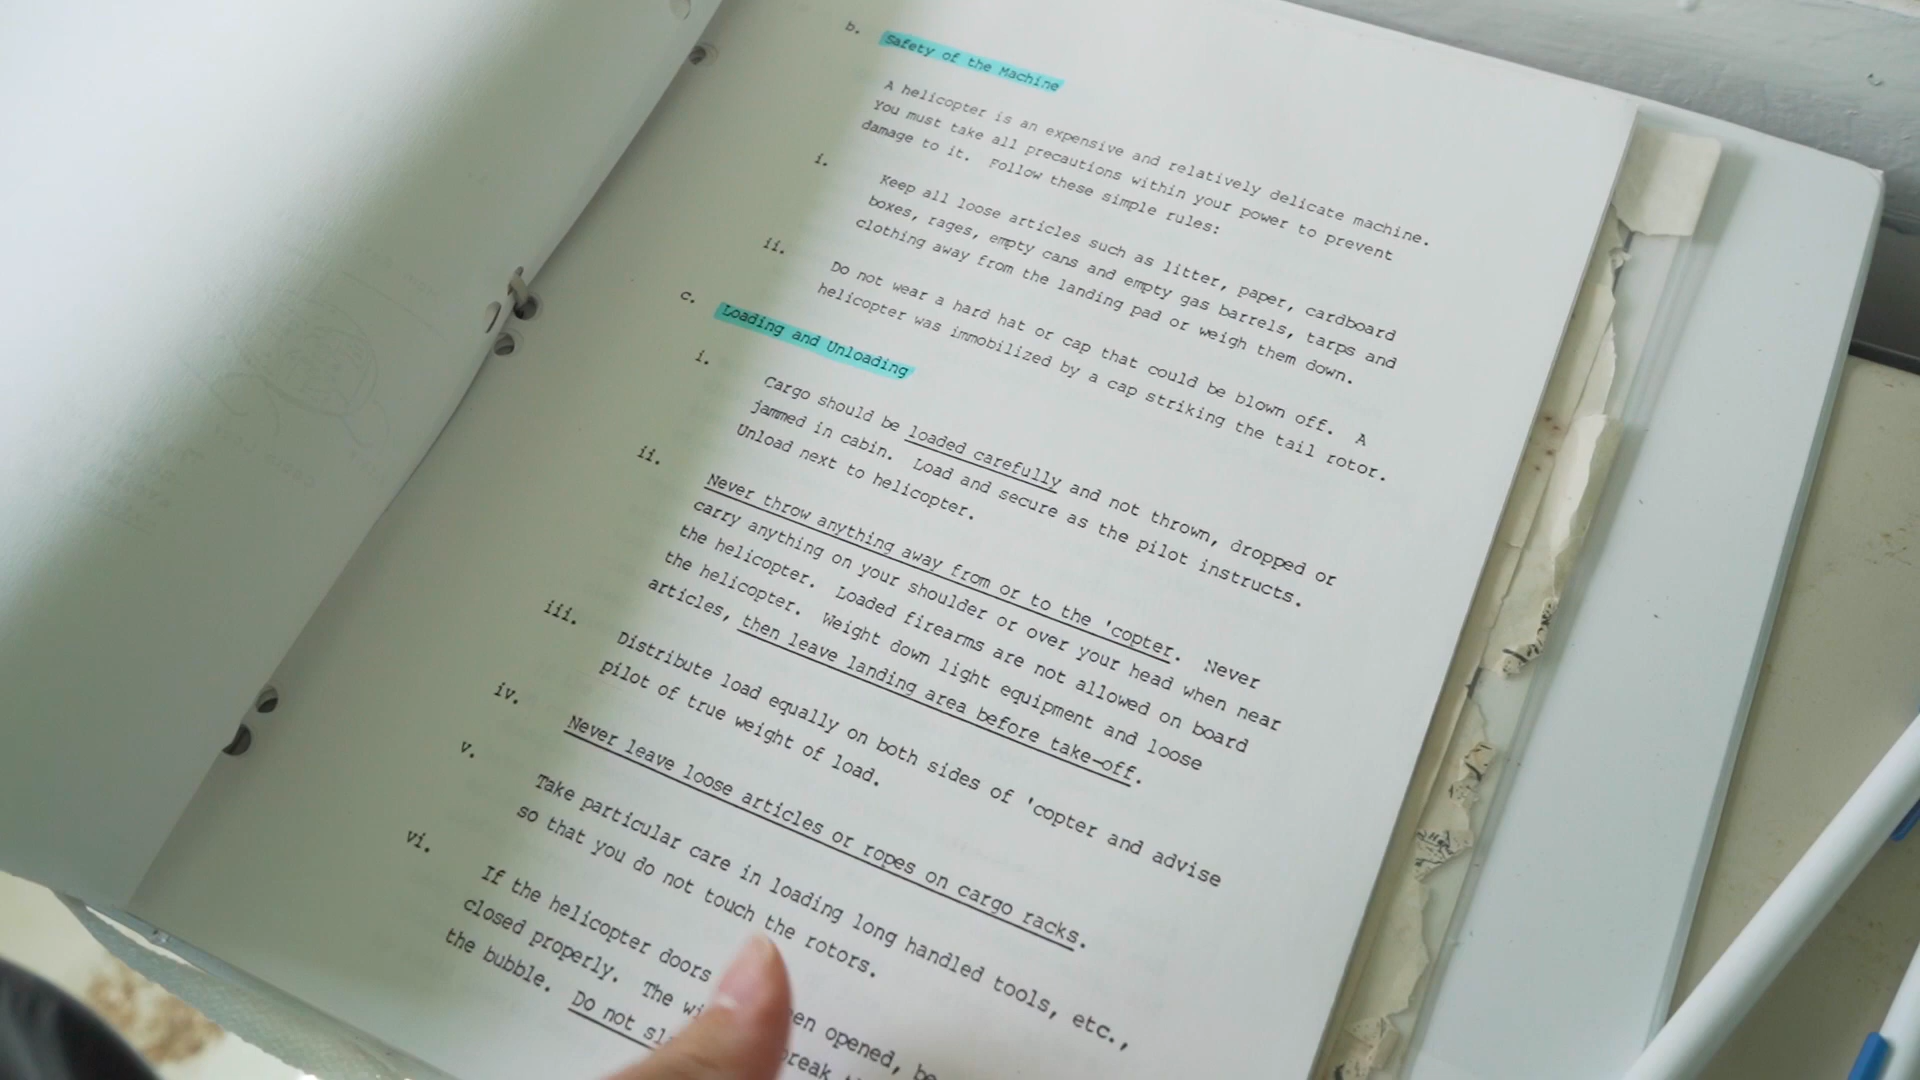 b. Safety of the Machine
A helicopter is an expensive and relatively delicate machine.
You must take all precautions within your power to prevent
damage to it. Follow these simple rules:
i. Keep all loose articles such as litter, paper, cardboard
boxes, rages, empty cans and empty gas barrels, tarps and
clothing away from the landing pad or weigh them down.
ii. Do not wear a hard hat or cap that could be blown off. A
helicopter was immobilized by a cap striking the tail rotor.
c. Loading and Unloading
i. Cargo should be loaded carefully and not thrown, dropped or
jammed in cabin. Load and secure as the pilot instructs.
Unload next to helicopter.
ii. Never throw anything away from or to the 'copter. Never
carry anything on your shoulder or over your head when near
the helicopter. Loaded firearms are not allowed on board
the helicopter. Weight down light equipment and loose
articles, then leave landing area before take-off.
iii. Distribute load equally on both sides of 'copter and advise
pilot of true weight of load.
iv. Never leave loose articles or ropes on cargo racks.
v. Take particular care in loading long handled tools, etc.,
so that you do not touch the rotors.
vi. If the helicopter doors en opened, be
closed properly. The wi break
the bubble. Do not sl